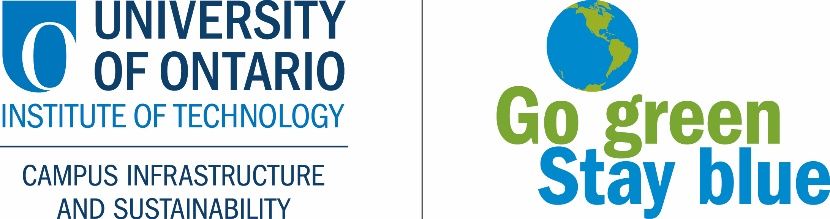 UNIVERSITY
OF ONTARIO
INSTITUTE OF TECHNOLOGY
CAMPUS INFRASTRUCTURE
AND SUSTAINABILITY
Go green
Stay blue